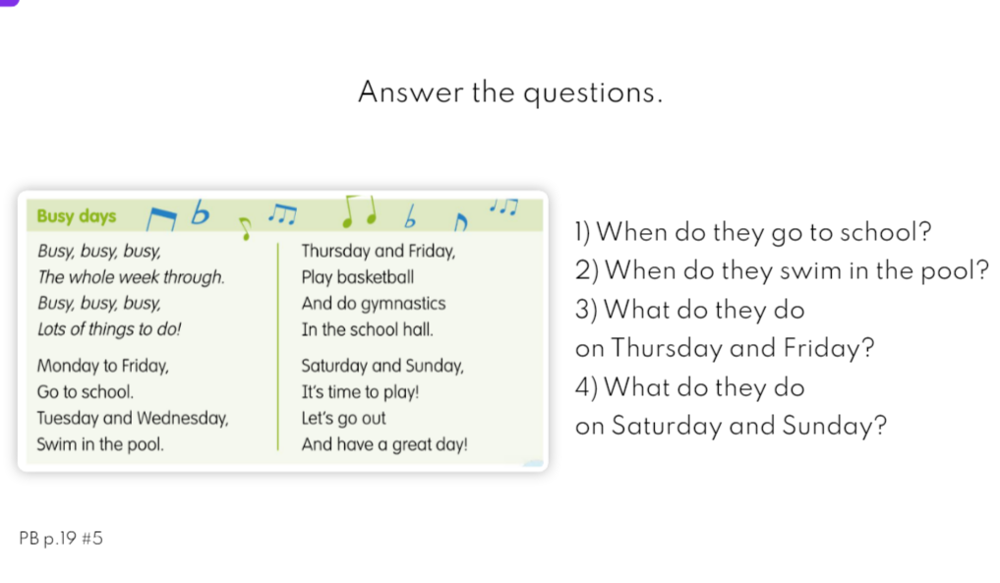 Answer the questions.
Busy days
Busy, busy, busy,
The whole week through.
Busy, busy, busy,
Lots of things to do!
Monday to Friday,
Go to school.
Tuesday and Wednesday,
Swim in the pool.
Thursday and Friday,
Play basketball
And do gymnastics
In the school hall.
Saturday and Sunday,
It's time to play!
Let's go out
And have a great day!
1) When do they go to school?
2) When do they swim in the pool?
3) What do they do
on Thursday and Friday?
4) What do they do
on Saturday and Sunday?
PB p.19 #5